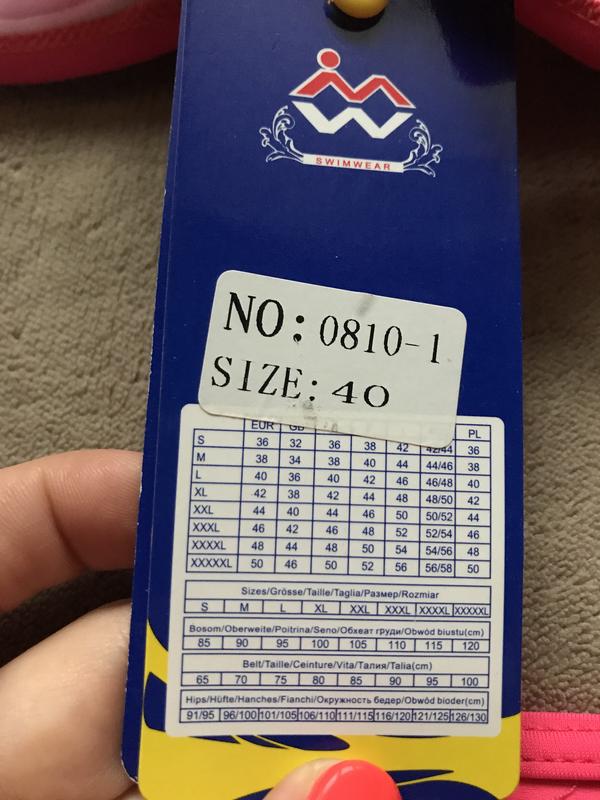 MW
SWIMWEAR
NO: 0810-1
SIZE: 40
EUR GB PL
S 36 32 36 38 42 42/44 36
M 38 34 38 40 44 44/46 38
L 40 36 40 42 46 46/48 40
XL 42 38 42 44 48 48/50 42
XXL 44 40 44 46 50 50/52 44
XXXL 46 42 46 48 52 52/54 46
XXXXL 48 44 48 50 54 54/56 48
XXXXXL 50 46 50 52 56 56/58 50
Sizes/Grösse/Taille/Taglia/Размер/Rozmiar
S M L XL XXL XXXL XXXXL XXXXXL
Bosom/Oberweite/Poitrina/Seno/Обхеат груди/Obwód biustu(cm)
85 90 95 100 105 110 115 120
Belt/Taille/Ceinture/Vita/Талия/Talia(cm)
65 70 75 80 85 90 95 100
Hips/Hüfte/Hanches/Fianchi/Окружность бедер/Obwód bioder(cm)
91/95 96/100 101/105 106/110 111/115 116/120 121/125 126/130